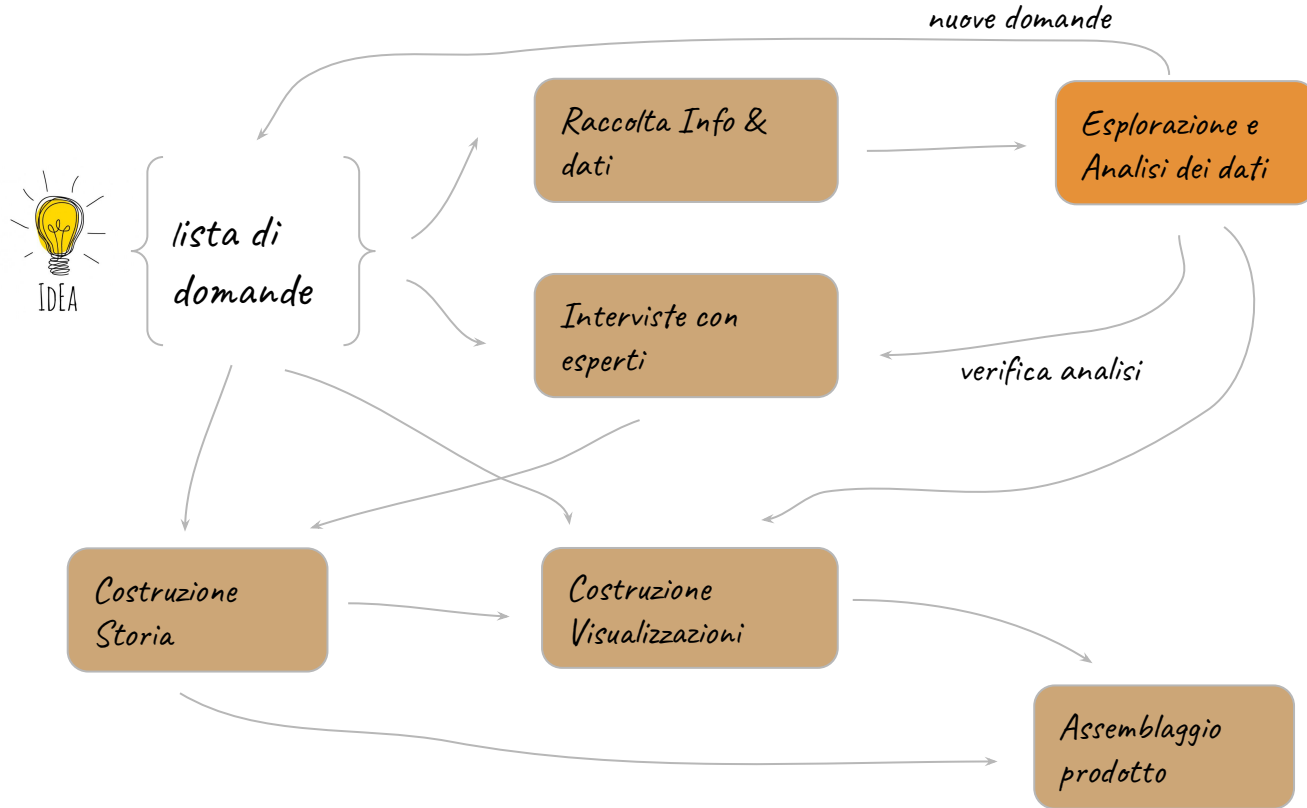 nuove domande
Raccolta Info &
dati
Esplorazione e
Analisi dei dati
lista di
domande
IDEA
Interviste con
esperti
verifica analisi
Costruzione
Storia
Costruzione
Visualizzazioni
Assemblaggio
prodotto